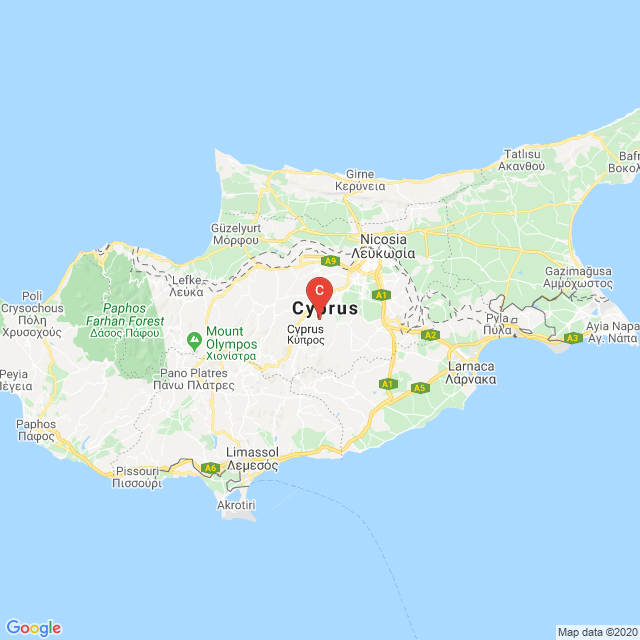 Tatlısu
Ακανθού
Bafr
Βοκολ
Girne
Κερύνεια
Güzelyurt
Μόρφου
Nicosia
Λευκωσία
A9
Gazimağusa
Αμμόχωστος
Lefke
Λεύκα
Poli
Crysochous
Πόλη
Χρυσοχούς
Paphos
Farhan Forest
Δάσος Πάφου
C
Cyprus
Cyprus
Κύπρος
A1
Pyla
Πύλα
Ayia Napa
Αγ. Νάπα
A2
A3
Mount
Olympos
Χιονίστρα
Larnaca
Λάρνακα
Peyia
Πέγεια
Pano Platres
Πάνω Πλάτρες
A1
A5
Paphos
Πάφος
Limassol
Λεμεσός
Pissouri
Πισσούρι
A6
Akrotiri
Google
Map data ©2020